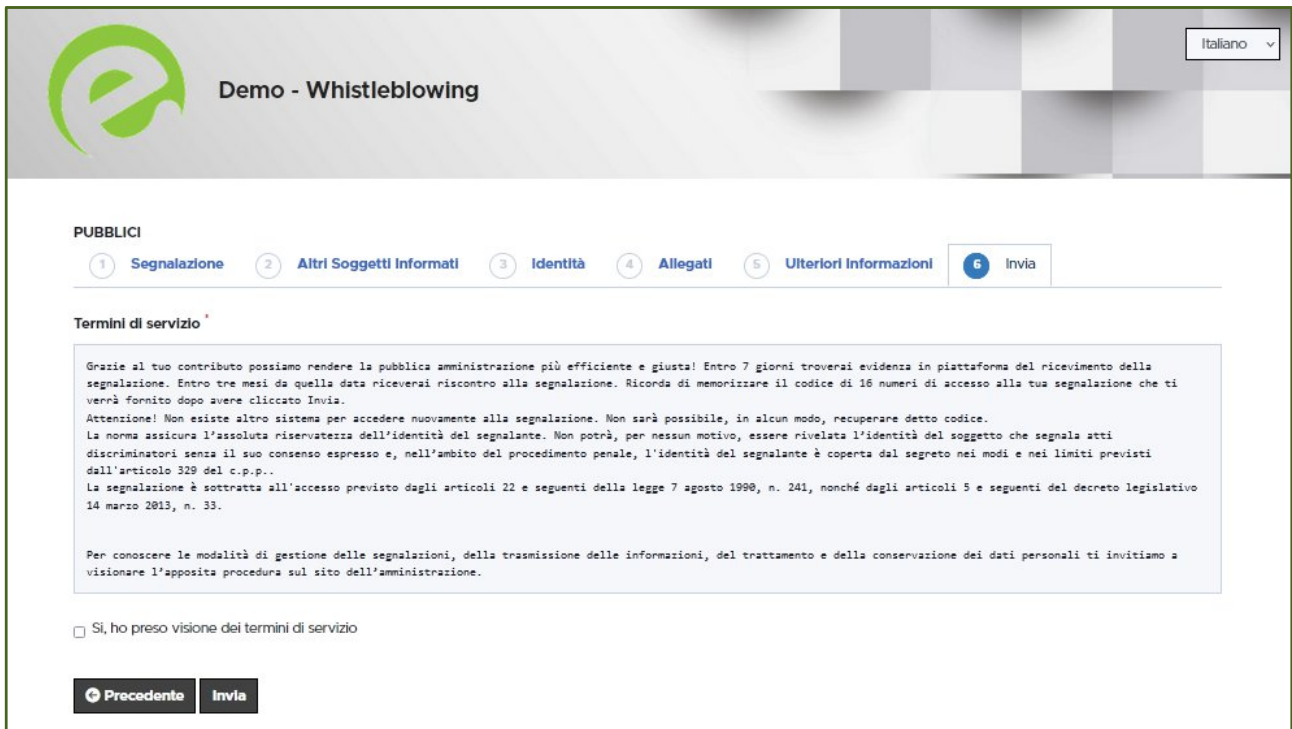 Italiano
Demo - Whistleblowing
PUBBLICI
1 Segnalazione 2 Altri Soggetti Informati 3 Identità 4 Allegati 5 Ulteriori Informazioni 6 Invia
Termini di servizio *
Grazie al tuo contributo possiamo rendere la pubblica amministrazione più efficiente e giusta! Entro 7 giorni troverai evidenza in piattaforma del ricevimento della
segnalazione. Entro tre mesi da quella data riceverai riscontro alla segnalazione. Ricorda di memorizzare il codice di 16 numeri di accesso alla tua segnalazione che ti
verrà fornito dopo avere cliccato Invia.
Attenzione! Non esiste altro sistema per accedere nuovamente alla segnalazione. Non sarà possibile, in alcun modo, recuperare detto codice.
La norma assicura l'assoluta riservatezza dell'identità del segnalante. Non potrà, per nessun motivo, essere rivelata l'identità del soggetto che segnala atti
discriminatori senza il suo consenso espresso e, nell'ambito del procedimento penale, l'identità del segnalante è coperta dal segreto nei modi e nei limiti previsti
dall'articolo 329 del c.p.p..
La segnalazione è sottratta all'accesso previsto dagli articoli 22 e seguenti della legge 7 agosto 1990, n. 241, nonché dagli articoli 5 e seguenti del decreto legislativo
14 marzo 2013, n. 33.
Per conoscere le modalità di gestione delle segnalazioni, della trasmissione delle informazioni, del trattamento e della conservazione dei dati personali ti invitiamo a
visionare l'apposita procedura sul sito dell'amministrazione.
Si, ho preso visione dei termini di servizio
Precedente Invia